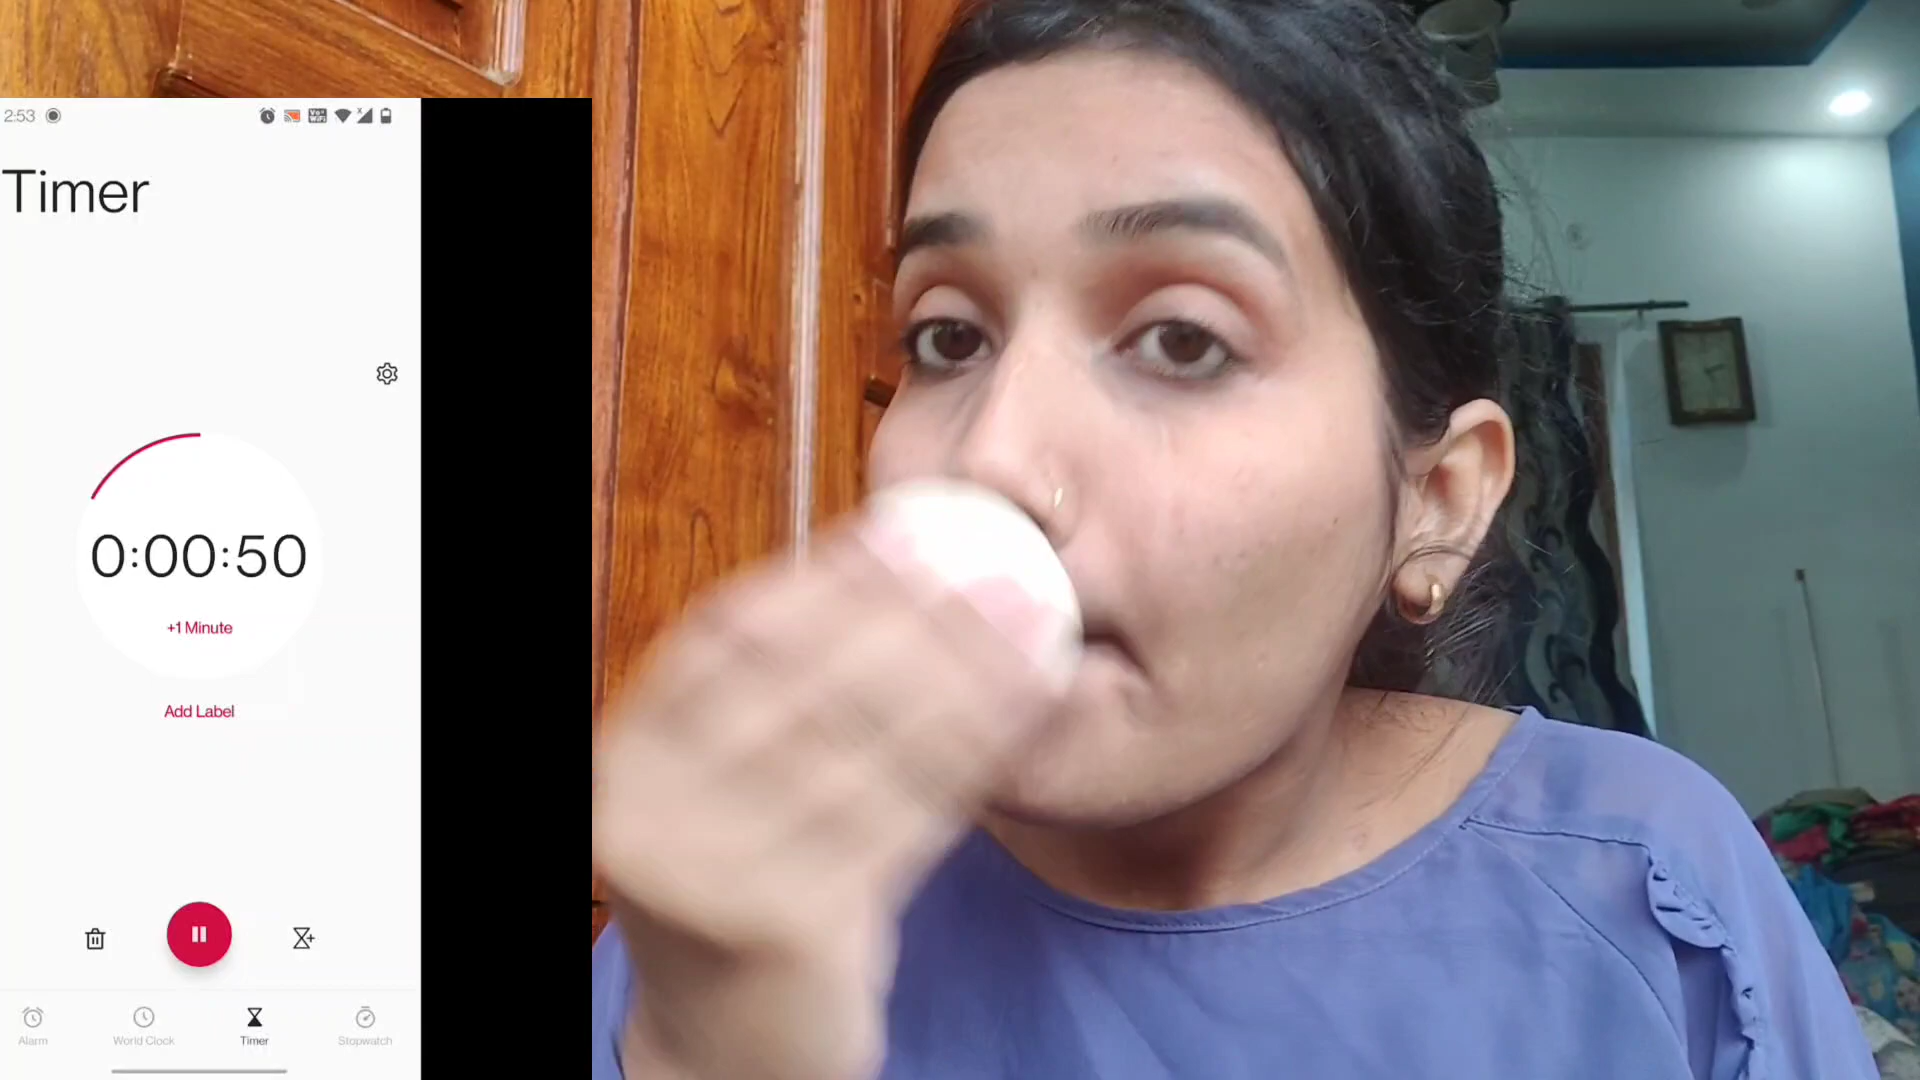 2:53
Timer
0:00:50
+1 Minute
Add Label
Alarm
World Clock
Timer
Stopwatch